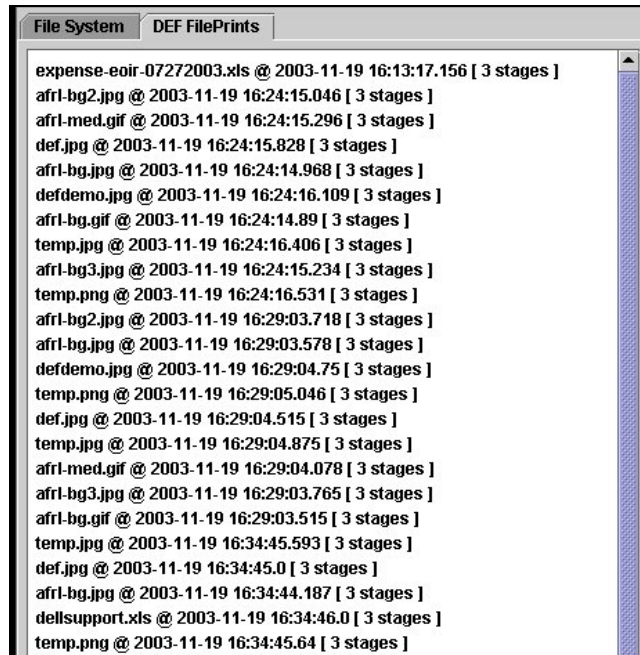 File System DEF FilePrints
expense-eoir-07272003.xls @ 2003-11-19 16:13:17.156 [ 3 stages ]
afrl-bg2.jpg @ 2003-11-19 16:24:15.046 [ 3 stages ]
afrl-med.gif @ 2003-11-19 16:24:15.296 [ 3 stages ]
def.jpg @ 2003-11-19 16:24:15.828 [ 3 stages ]
afrl-bg.jpg @ 2003-11-19 16:24:14.968 [ 3 stages ]
defdemo.jpg @ 2003-11-19 16:24:16.109 [ 3 stages ]
afrl-bg.gif @ 2003-11-19 16:24:14.89 [ 3 stages ]
temp.jpg @ 2003-11-19 16:24:16.406 [ 3 stages ]
afrl-bg3.jpg @ 2003-11-19 16:24:15.234 [ 3 stages ]
temp.png @ 2003-11-19 16:24:16.531 [ 3 stages ]
afrl-bg2.jpg @ 2003-11-19 16:29:03.718 [ 3 stages ]
afrl-bg.jpg @ 2003-11-19 16:29:03.578 [ 3 stages ]
defdemo.jpg @ 2003-11-19 16:29:04.75 [ 3 stages ]
temp.png @ 2003-11-19 16:29:05.046 [ 3 stages ]
def.jpg @ 2003-11-19 16:29:04.515 [ 3 stages ]
temp.jpg @ 2003-11-19 16:29:04.875 [ 3 stages ]
afrl-med.gif @ 2003-11-19 16:29:04.078 [ 3 stages ]
afrl-bg3.jpg @ 2003-11-19 16:29:03.765 [ 3 stages ]
afrl-bg.gif @ 2003-11-19 16:29:03.515 [ 3 stages ]
temp.jpg @ 2003-11-19 16:34:45.593 [ 3 stages ]
def.jpg @ 2003-11-19 16:34:45.0 [ 3 stages ]
afrl-bg.jpg @ 2003-11-19 16:34:44.187 [ 3 stages ]
dellsupport.xls @ 2003-11-19 16:34:46.0 [ 3 stages ]
temp.png @ 2003-11-19 16:34:45.64 [ 3 stages ]